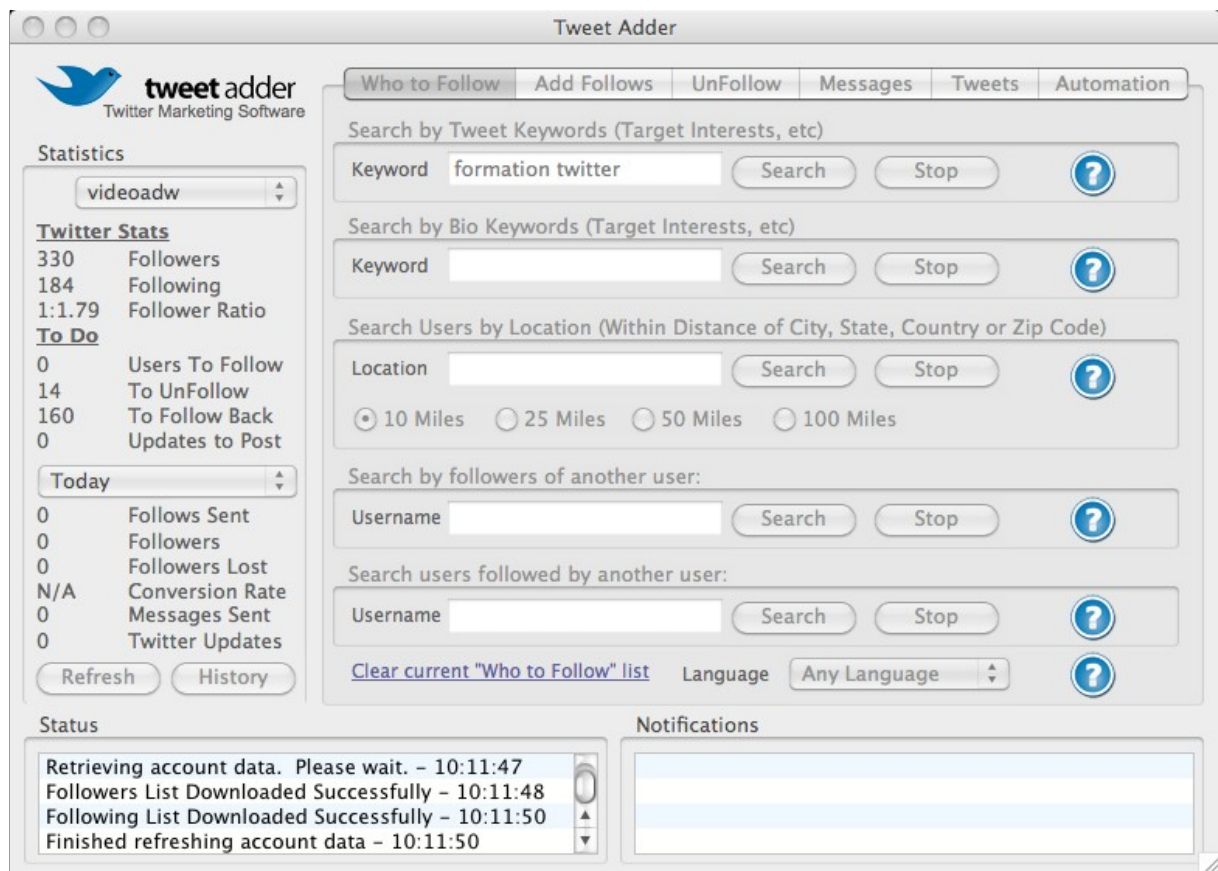 Tweet Adder
tweet adder
Twitter Marketing Software
Statistics
videoadw
Twitter Stats
330 Followers
184 Following
1:1.79 Follower Ratio
To Do
0 Users To Follow
14 To UnFollow
160 To Follow Back
0 Updates to Post
Today
0 Follows Sent
0 Followers
0 Followers Lost
N/A Conversion Rate
0 Messages Sent
0 Twitter Updates
Refresh History
Who to Follow Add Follows UnFollow Messages Tweets Automation
Search by Tweet Keywords (Target Interests, etc)
Keyword formation twitter Search Stop ?
Search by Bio Keywords (Target Interests, etc)
Keyword Search Stop ?
Search Users by Location (Within Distance of City, State, Country or Zip Code)
Location Search Stop ?
10 Miles 25 Miles 50 Miles 100 Miles
Search by followers of another user:
Username Search Stop ?
Search users followed by another user:
Username Search Stop ?
Clear current "Who to Follow" list Language Any Language ?
Status
Retrieving account data. Please wait. – 10:11:47
Followers List Downloaded Successfully – 10:11:48
Following List Downloaded Successfully – 10:11:50
Finished refreshing account data – 10:11:50
Notifications